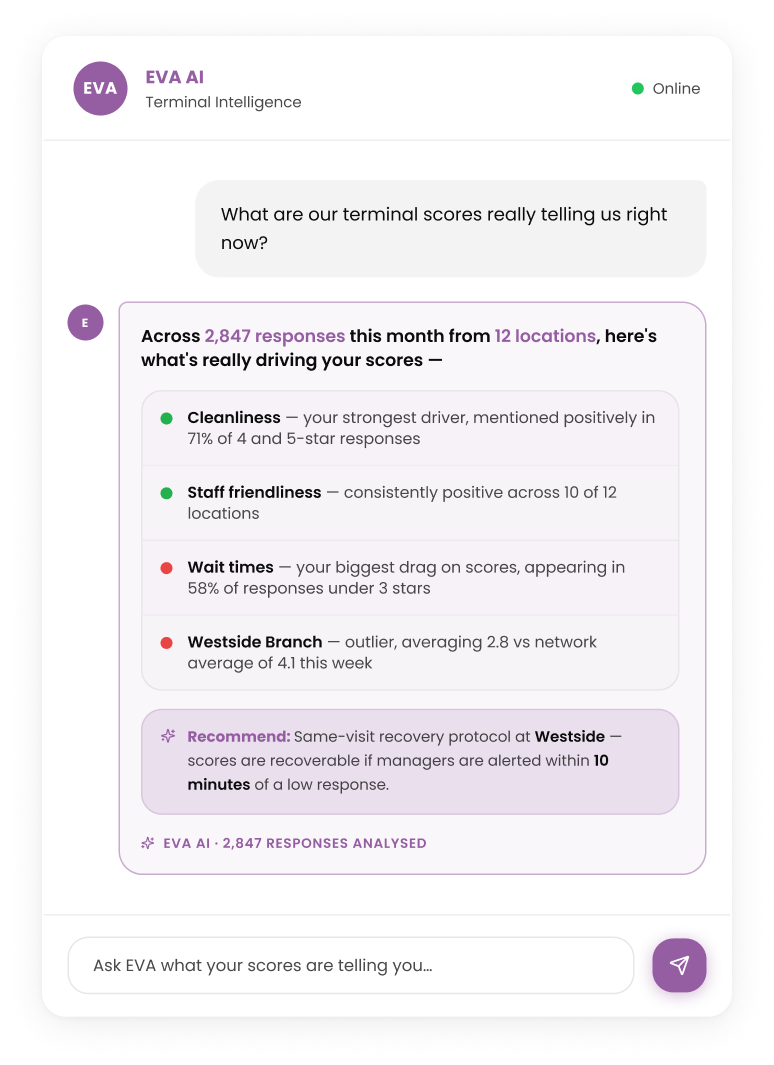 EVA
EVA AI
Terminal Intelligence
Online
What are our terminal scores really telling us right
now?
E
Across 2,847 responses this month from 12 locations, here's
what's really driving your scores —
Cleanliness — your strongest driver, mentioned positively in
71% of 4 and 5-star responses
Staff friendliness — consistently positive across 10 of 12
locations
Wait times — your biggest drag on scores, appearing in
58% of responses under 3 stars
Westside Branch — outlier, averaging 2.8 vs network
average of 4.1 this week
Recommend: Same-visit recovery protocol at Westside —
scores are recoverable if managers are alerted within 10
minutes of a low response.
EVA AI · 2,847 RESPONSES ANALYSED
Ask EVA what your scores are telling you...